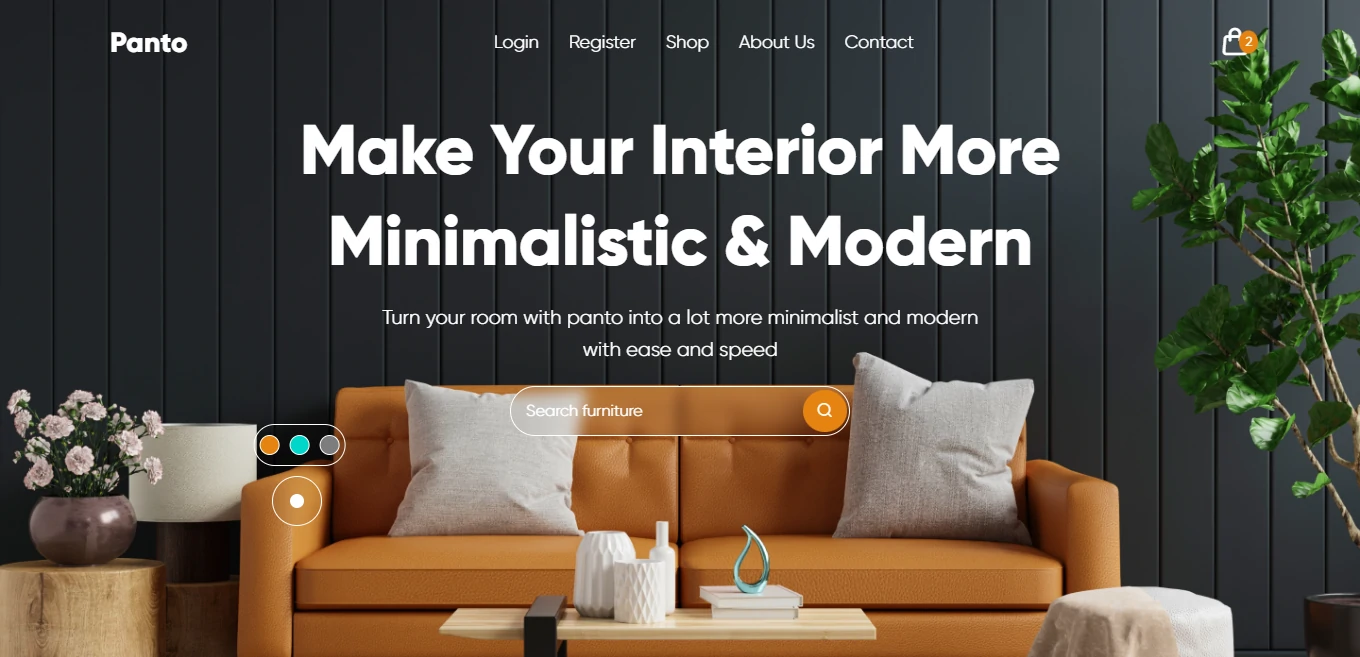 Panto
Login Register Shop About Us Contact
2
Make Your Interior More
Minimalistic & Modern
Turn your room with panto into a lot more minimalist and modern
with ease and speed
Search furniture